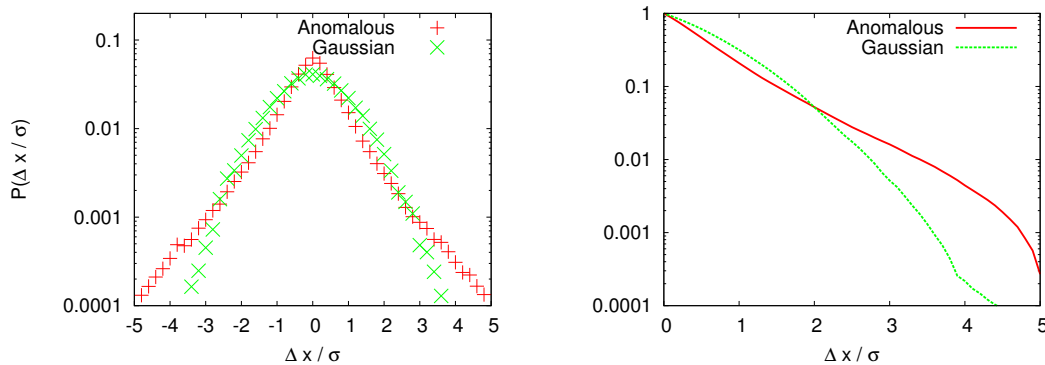 Anomalous
Gaussian
P(Δ x / σ)
0.1
0.01
0.001
0.0001
-5 -4 -3 -2 -1 0 1 2 3 4 5
Δ x / σ
Anomalous
Gaussian
1
0.1
0.01
0.001
0.0001
0 1 2 3 4 5
Δ x / σ